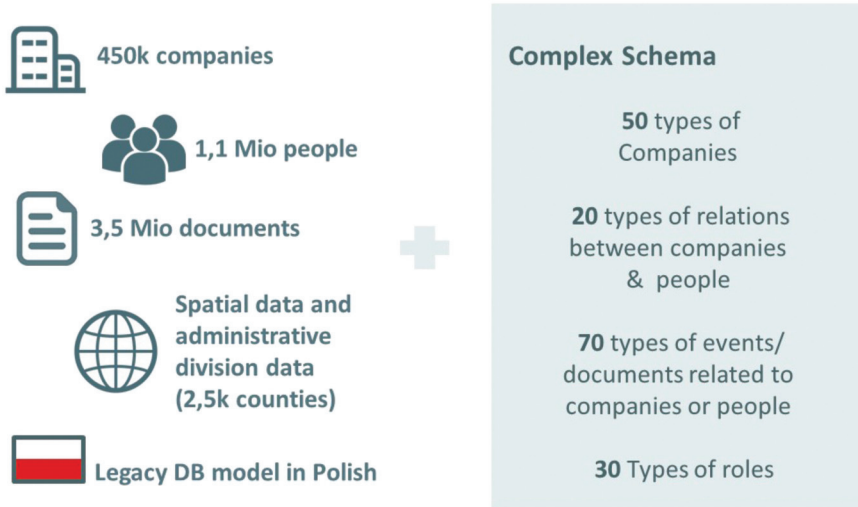 450k companies
1,1 Mio people
3,5 Mio documents
Spatial data and
administrative
division data
(2,5k counties)
Legacy DB model in Polish
Complex Schema
50 types of
Companies
20 types of relations
between companies
& people
70 types of events/
documents related to
companies or people
30 Types of roles